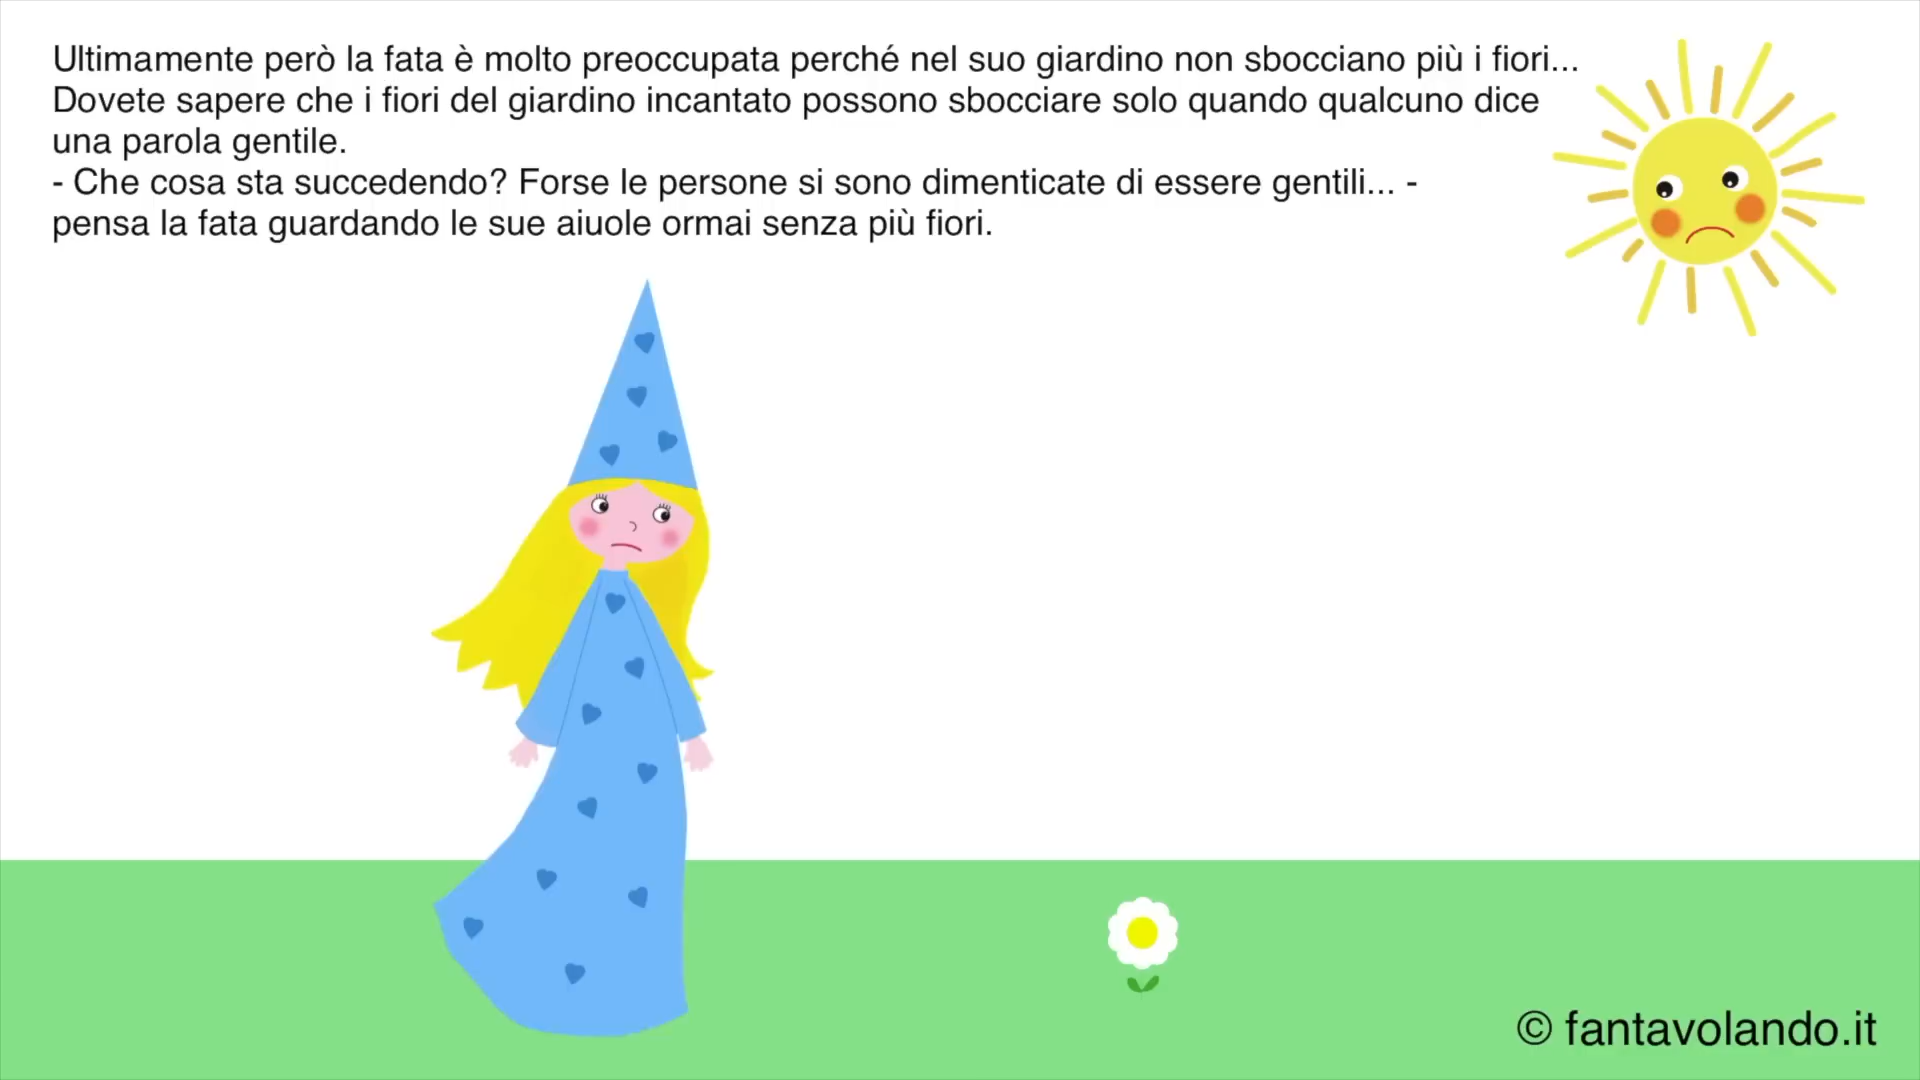 Ultimamente però la fata è molto preoccupata perché nel suo giardino non sbocciano più i fiori...
Dovete sapere che i fiori del giardino incantato possono sbocciare solo quando qualcuno dice
una parola gentile.
- Che cosa sta succedendo? Forse le persone si sono dimenticate di essere gentili... -
pensa la fata guardando le sue aiuole ormai senza più fiori.
© fantavolando.it